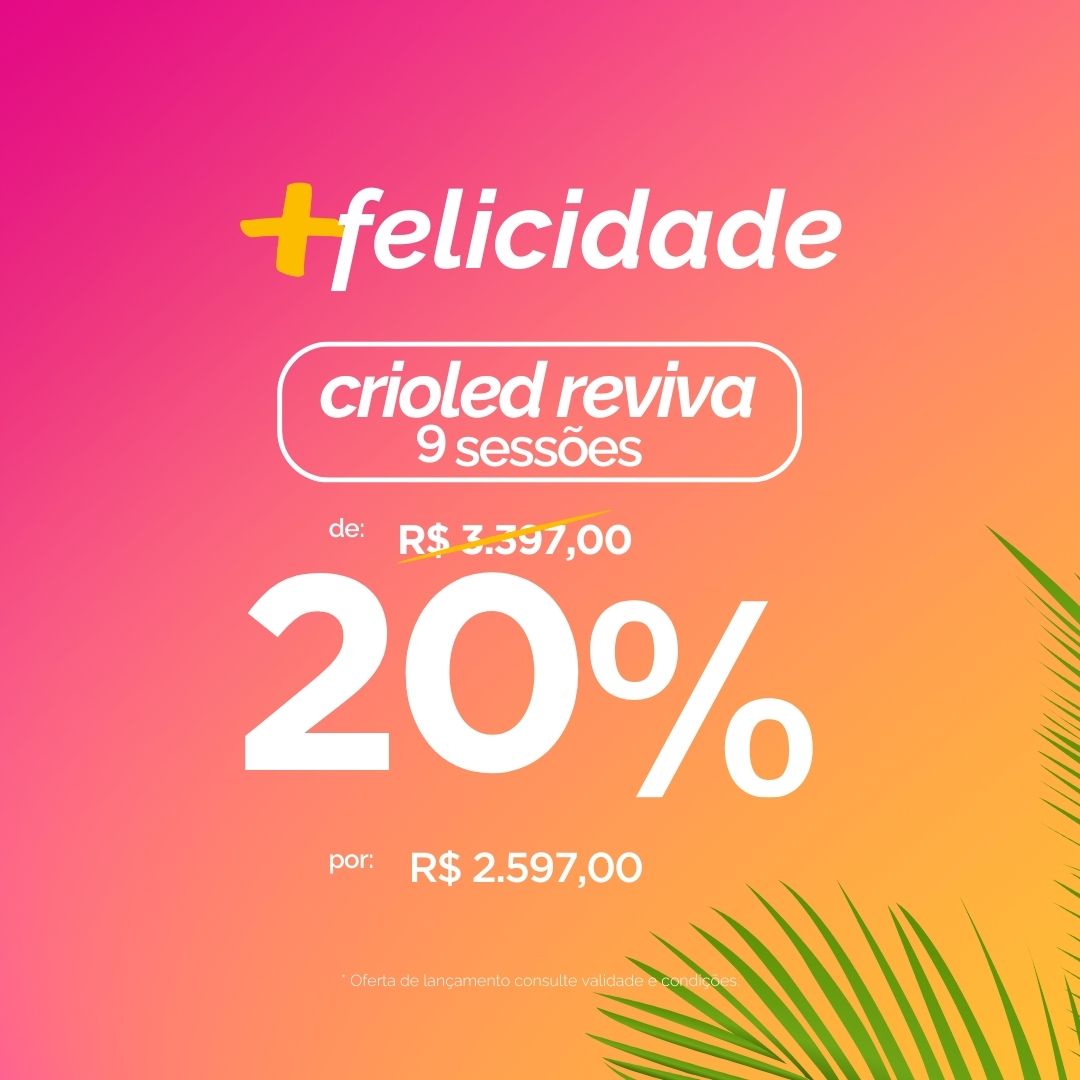 +felicidade
crioled reviva
9 sessões
de: R$ 3.397,00
20%
por: R$ 2.597,00
* Oferta de lançamento consulte validade e condições.